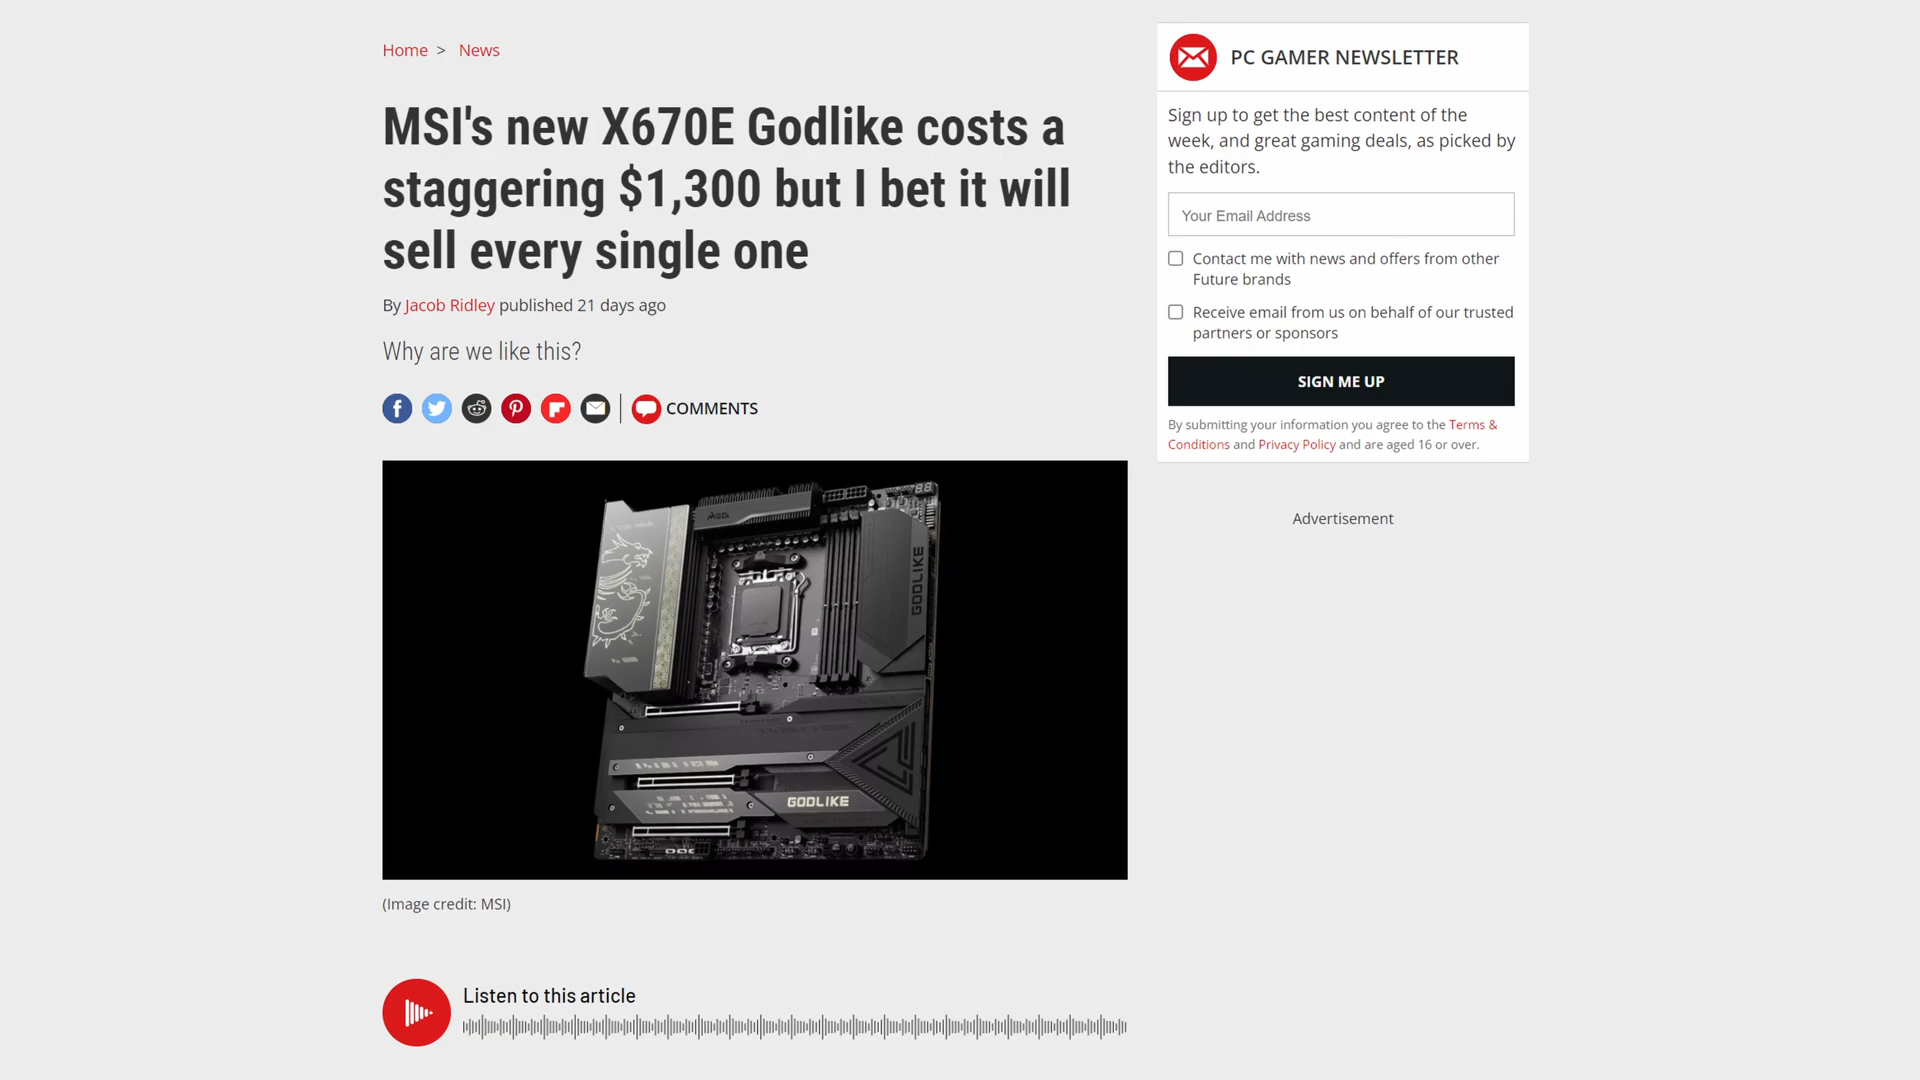 Home > News
MSI's new X670E Godlike costs a
staggering $1,300 but I bet it will
sell every single one
By Jacob Ridley published 21 days ago
Why are we like this?
COMMENTS
MEG
GODLIKE
GODLIKE
(Image credit: MSI)
Listen to this article
PC GAMER NEWSLETTER
Sign up to get the best content of the
week, and great gaming deals, as picked by
the editors.
Your Email Address
Contact me with news and offers from other
Future brands
Receive email from us on behalf of our trusted
partners or sponsors
SIGN ME UP
By submitting your information you agree to the Terms &
Conditions and Privacy Policy and are aged 16 or over.
Advertisement